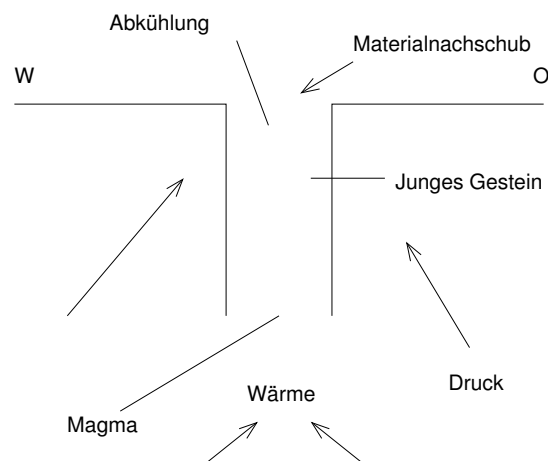 Abkühlung
Materialnachschub
W
O
Junges Gestein
Druck
Wärme
Magma